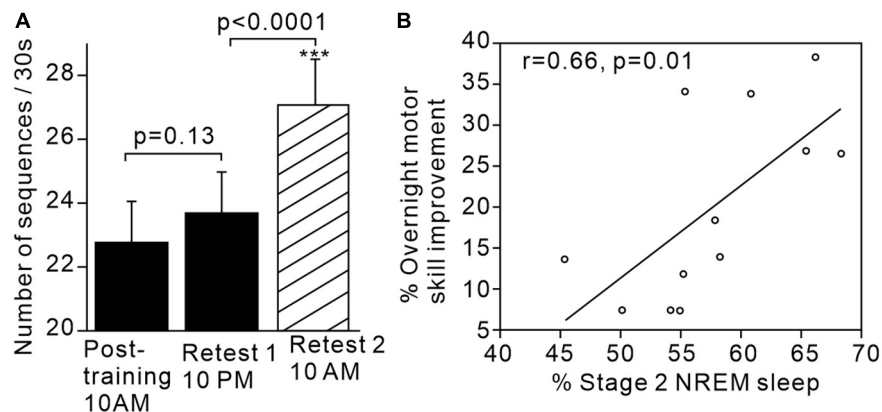 A
p<0.0001
***
p=0.13
Number of sequences / 30s
28
26
24
22
20
Post-
training
10AM
Retest 1
10 PM
Retest 2
10 AM
B
r=0.66, p=0.01
% Overnight motor
skill improvement
40
35
30
25
20
15
10
5
40 45 50 55 60 65 70
% Stage 2 NREM sleep